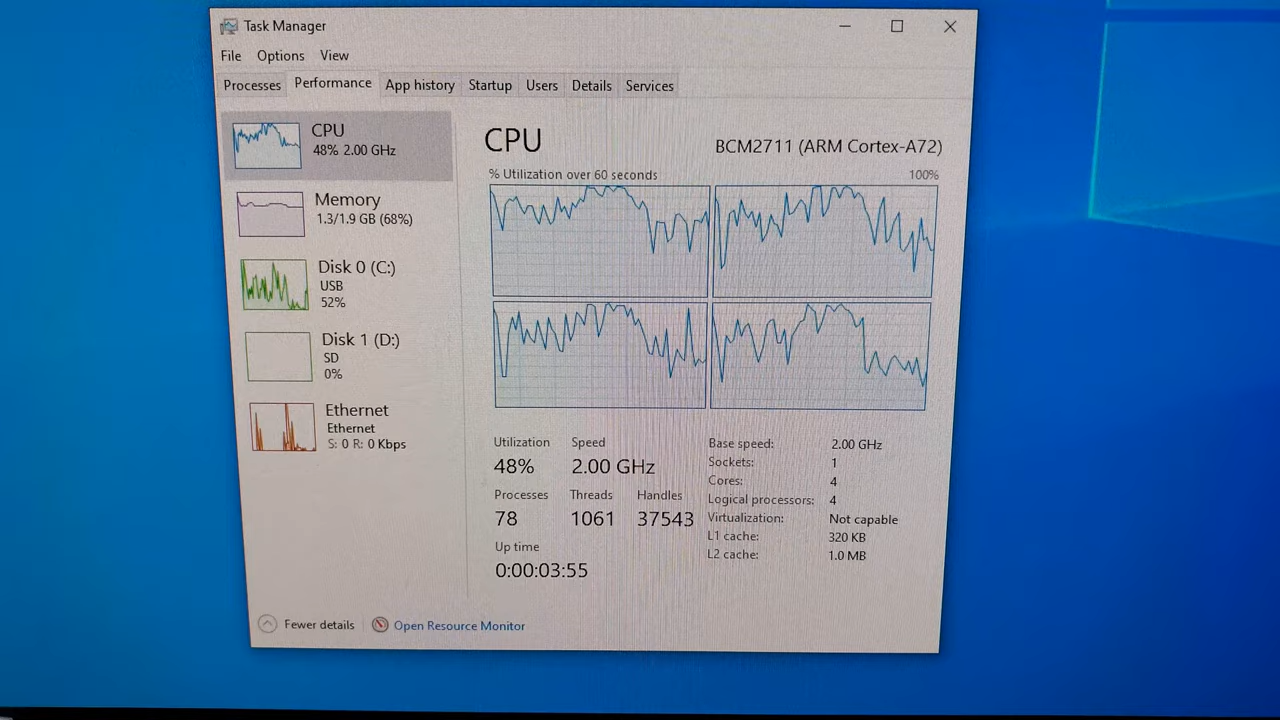 Task Manager
File Options View
Processes Performance App history Startup Users Details Services
CPU
48% 2.00 GHz
Memory
1.3/1.9 GB (68%)
Disk 0 (C:)
USB
52%
Disk 1 (D:)
SD
0%
Ethernet
Ethernet
S: 0 R: 0 Kbps
CPU
BCM2711 (ARM Cortex-A72)
% Utilization over 60 seconds 100%
Utilization Speed
48% 2.00 GHz
Processes Threads Handles
78 1061 37543
Up time
0:00:03:55
Base speed: 2.00 GHz
Sockets: 1
Cores: 4
Logical processors: 4
Virtualization: Not capable
L1 cache: 320 KB
L2 cache: 1.0 MB
Fewer details Open Resource Monitor